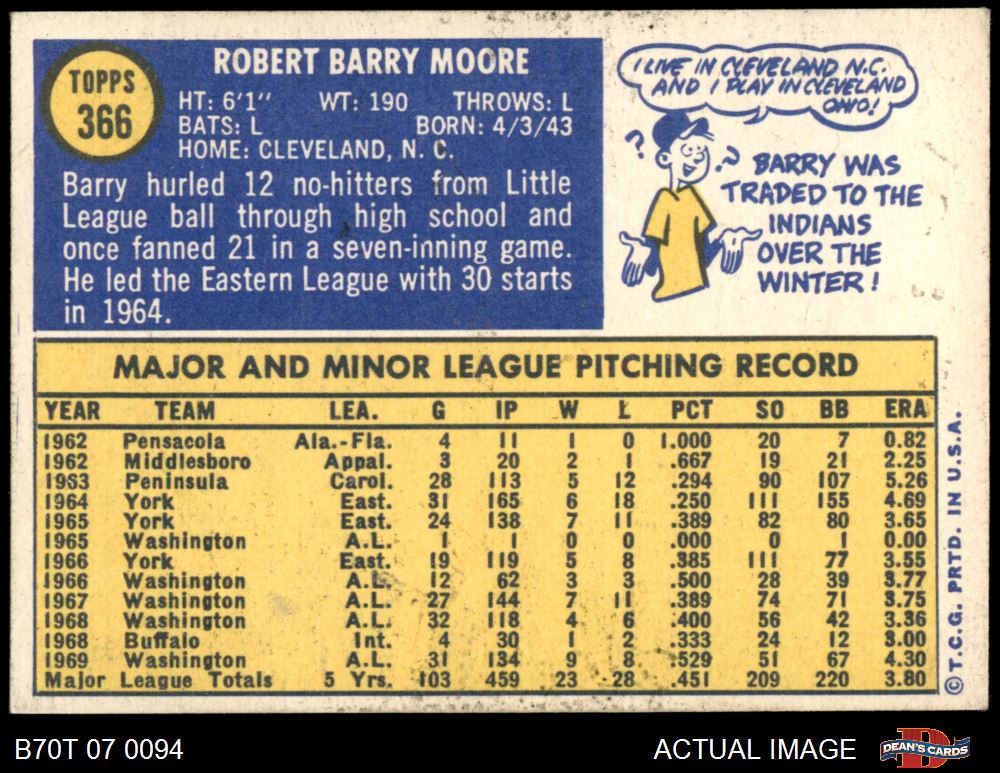 TOPPS
366
ROBERT BARRY MOORE
HT: 6'1" WT: 190 THROWS: L
BATS: L BORN: 4/3/43
HOME: CLEVELAND, N. C.
Barry hurled 12 no-hitters from Little
League ball through high school and
once fanned 21 in a seven-inning game.
He led the Eastern League with 30 starts
in 1964.
I LIVE IN CLEVELAND N.C.
AND I PLAY IN CLEVELAND
OHIO!
? ?
BARRY WAS
TRADED TO THE
INDIANS
OVER THE
WINTER!
MAJOR AND MINOR LEAGUE PITCHING RECORD
YEAR TEAM LEA. G IP W L PCT SO BB ERA
1962 Pensacola Ala.-Fla. 4 11 1 0 1.000 20 7 0.82
1962 Middlesboro Appal. 3 20 2 1 .667 19 21 2.25
19S3 Peninsula Carol. 28 113 5 12 .294 90 107 5.26
1964 York East. 31 165 6 18 .250 111 155 4.69
1965 York East. 24 138 7 11 .389 82 80 3.65
1965 Washington A.L. 1 1 0 0 .000 0 1 0.00
1966 York East. 19 119 5 8 .385 111 77 3.55
1966 Washington A.L. 12 62 3 3 .500 28 39 3.77
1967 Washington A.L. 27 144 7 11 .389 74 71 3.75
1968 Washington A.L. 32 118 4 6 .400 56 42 3.36
1968 Buffalo Int. 4 30 1 2 .333 24 12 3.00
1969 Washington A.L. 31 134 9 8 .529 51 67 4.30
Major League Totals 5 Yrs. 103 459 23 28 .451 209 220 3.80
© T.C.G. PRTD. IN U.S.A.
B70T 07 0094
ACTUAL IMAGE
D
DEAN'S CARDS